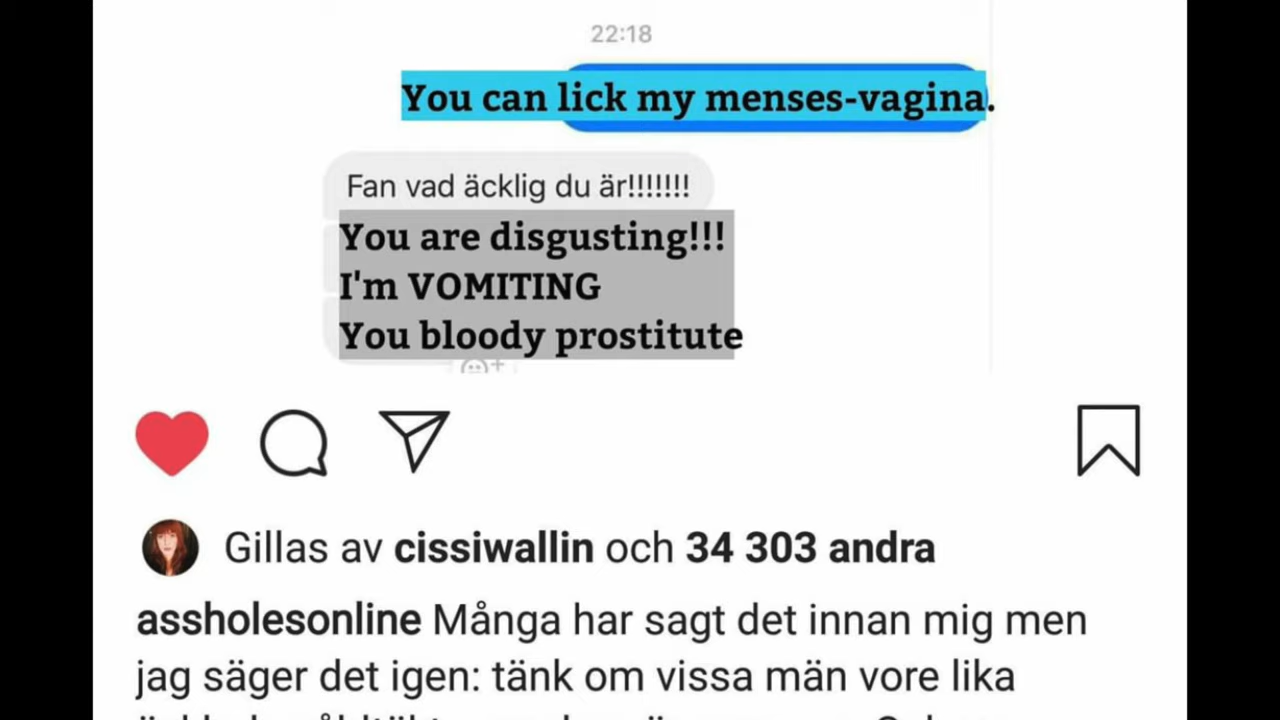 22:18
You can lick my menses-vagina.
Fan vad äcklig du är!!!!!!!
You are disgusting!!!
I'm VOMITING
You bloody prostitute
Gillas av cissiwallin och 34 303 andra
assholesonline Många har sagt det innan mig men
jag säger det igen: tänk om vissa män vore lika